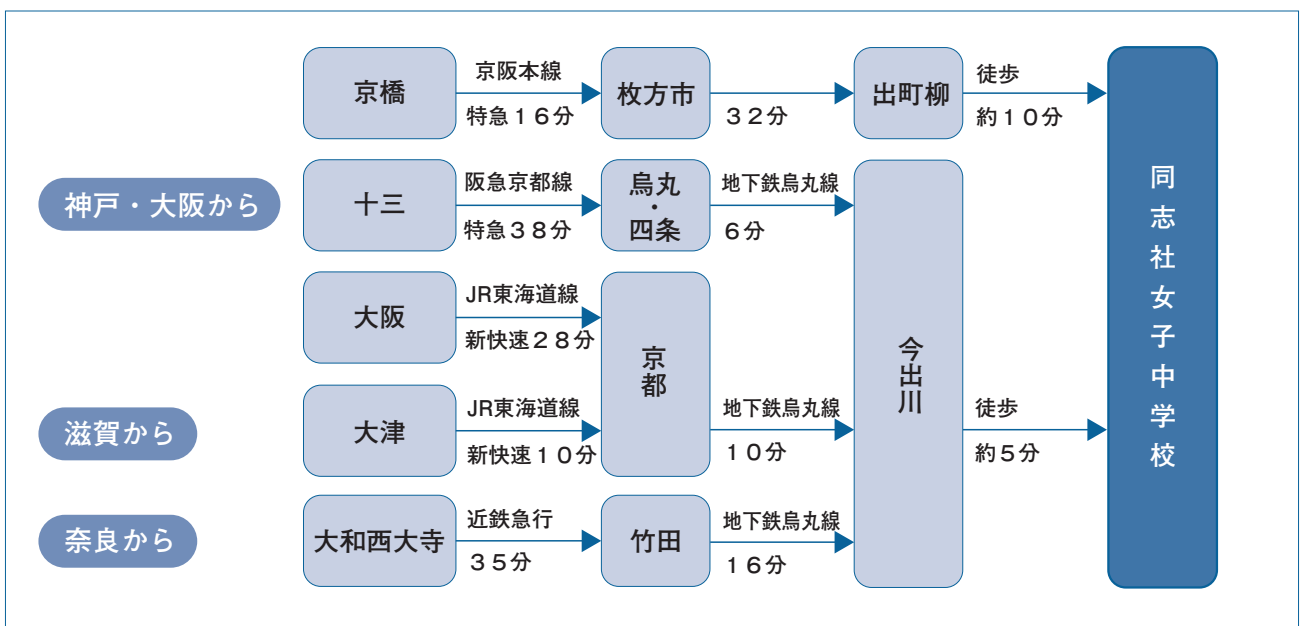 京橋
京阪本線
特急16分
枚方市
32分
出町柳
徒歩
約10分
神戸・大阪から
十三
阪急京都線
特急38分
烏丸
・
四条
地下鉄烏丸線
6分
大阪
JR東海道線
新快速28分
京都
滋賀から
大津
JR東海道線
新快速10分
地下鉄烏丸線
10分
今出川
徒歩
約5分
奈良から
大和西大寺
近鉄急行
35分
竹田
地下鉄烏丸線
16分
同志社女子中学校